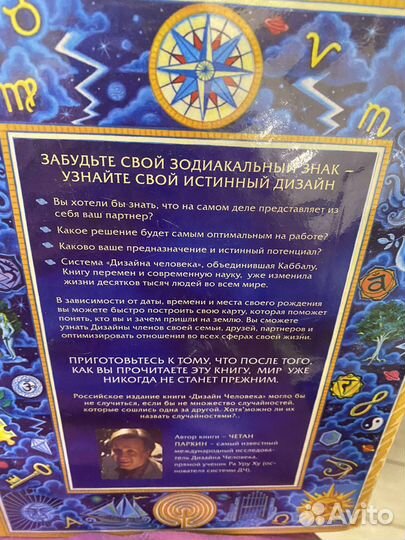 ЗАБУДЬТЕ СВОЙ ЗОДИАКАЛЬНЫЙ ЗНАК –
УЗНАЙТЕ СВОЙ ИСТИННЫЙ ДИЗАЙН
Вы хотели бы знать, что на самом деле представляет из
себя ваш партнер?
Какое решение будет самым оптимальным на работе?
Каково ваше предназначение и истинный потенциал?
Система «Дизайна человека», объединившая Каббалу,
Книгу перемен и современную науку, уже изменила
жизни десятков тысяч людей во всем мире.
В зависимости от даты, времени и места своего рождения
вы можете быстро построить свою карту, которая поможет
понять, кто вы и зачем пришли на землю. Вы сможете
узнать Дизайны членов своей семьи, друзей, партнеров и
оптимизировать отношения во всех сферах своей жизни.
ПРИГОТОВЬТЕСЬ К ТОМУ, ЧТО ПОСЛЕ ТОГО,
КАК ВЫ ПРОЧИТАЕТЕ ЭТУ КНИГУ, МИР УЖЕ
НИКОГДА НЕ СТАНЕТ ПРЕЖНИМ.
Российское издание книги «Дизайн Человека» могло бы
не случиться, если бы не множество случайностей,
которые сошлись одна за другой. Хотя можно ли их
назвать случайностями?..
Автор книги – ЧЕТАН
ПАРКИН – самый известный
международный исследова-
тель Дизайна Человека,
прямой ученик Ра Уру Ху (ос-
нователя системы ДЧ).
Avito